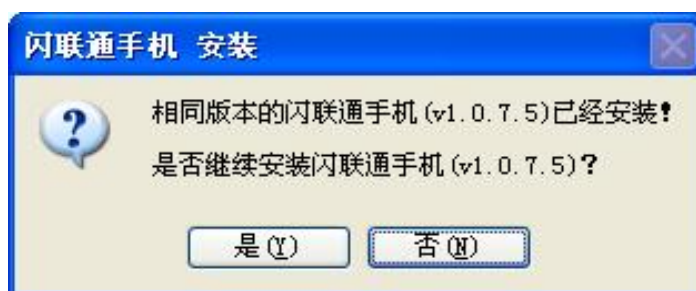 闪联通手机 安装
相同版本的闪联通手机(v1.0.7.5)已经安装!
是否继续安装闪联通手机(v1.0.7.5)?
是(Y) 否(N)